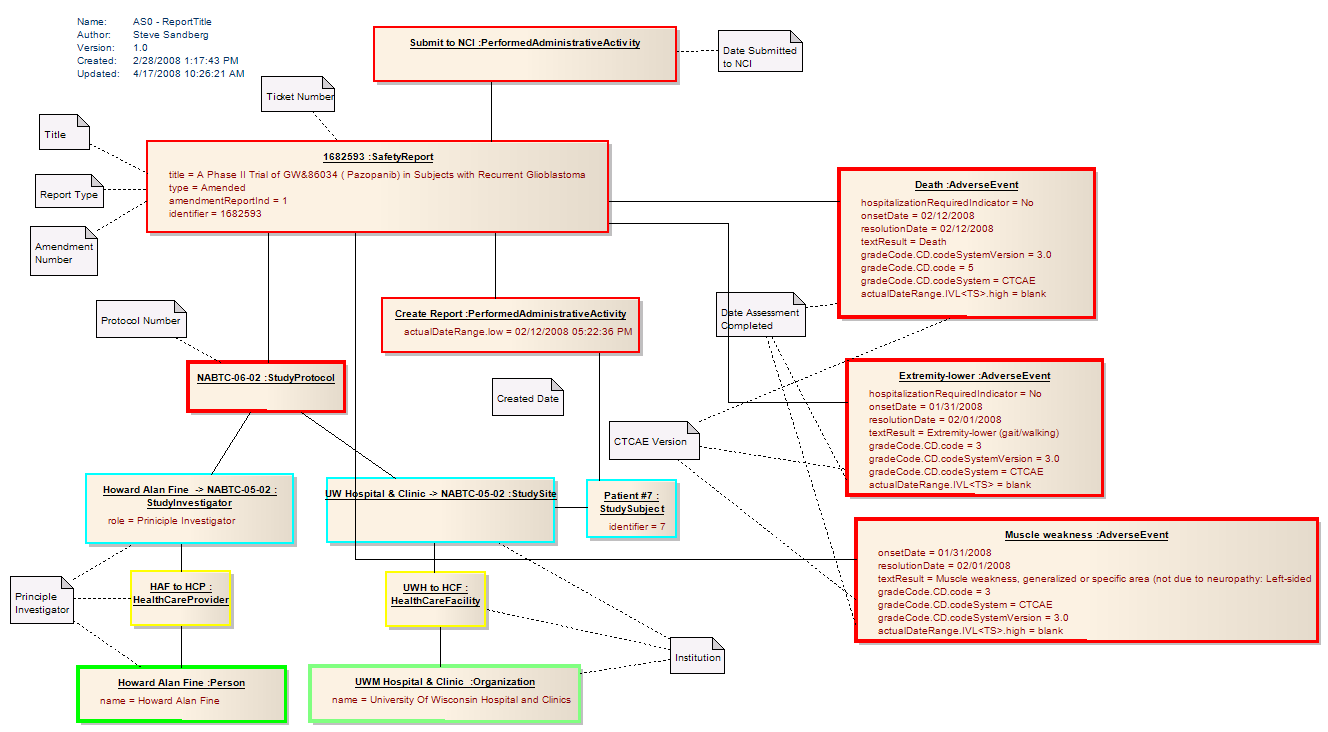 Name: AS0 - ReportTitle
Author: Steve Sandberg
Version: 1.0
Created: 2/28/2008 1:17:43 PM
Updated: 4/17/2008 10:26:21 AM
Submit to NCI :PerformedAdministrativeActivity
Date Submitted
to NCI
Ticket Number
Title
Report Type
Amendment
Number
1682593 :SafetyReport
title = A Phase II Trial of GW&86034 ( Pazopanib) in Subjects with Recurrent Glioblastoma
type = Amended
amendmentReportInd = 1
identifier = 1682593
Death :AdverseEvent
hospitalizationRequiredIndicator = No
onsetDate = 02/12/2008
resolutionDate = 02/12/2008
textResult = Death
gradeCode.CD.codeSystemVersion = 3.0
gradeCode.CD.code = 5
gradeCode.CD.codeSystem = CTCAE
actualDateRange.IVL<TS>.high = blank
Protocol Number
Create Report :PerformedAdministrativeActivity
actualDateRange.low = 02/12/2008 05:22:36 PM
Date Assessment
Completed
NABTC-06-02 :StudyProtocol
Created Date
CTCAE Version
Extremity-lower :AdverseEvent
hospitalizationRequiredIndicator = No
onsetDate = 01/31/2008
resolutionDate = 02/01/2008
textResult = Extremity-lower (gait/walking)
gradeCode.CD.code = 3
gradeCode.CD.codeSystemVersion = 3.0
gradeCode.CD.codeSystem = CTCAE
actualDateRange.IVL<TS> = blank
Howard Alan Fine -> NABTC-05-02 :
StudyInvestigator
role = Priniciple Investigator
UW Hospital & Clinic -> NABTC-05-02 :StudySite
Patient #7 :
StudySubject
identifier = 7
Muscle weakness :AdverseEvent
onsetDate = 01/31/2008
resolutionDate = 02/01/2008
textResult = Muscle weakness, generalized or specific area (not due to neuropathy: Left-sided
gradeCode.CD.code = 3
gradeCode.CD.codeSystem = CTCAE
gradeCode.CD.codeSystemVersion = 3.0
actualDateRange.IVL<TS>.high = blank
Principle
Investigator
HAF to HCP :
HealthCareProvider
UWH to HCF :
HealthCareFacility
Institution
Howard Alan Fine :Person
name = Howard Alan Fine
UWM Hospital & Clinic :Organization
name = University Of Wisconsin Hospital and Clinics